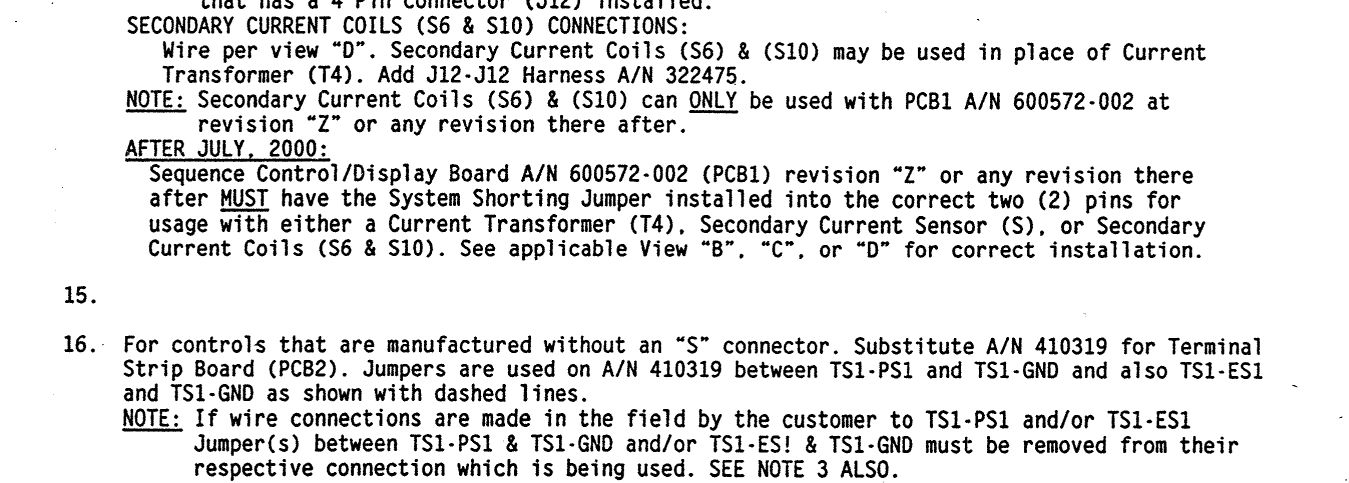 that has a 4 Pin connector (J12) installed.
SECONDARY CURRENT COILS (S6 & S10) CONNECTIONS:
Wire per view "D". Secondary Current Coils (S6) & (S10) may be used in place of Current
Transformer (T4). Add J12-J12 Harness A/N 322475.
NOTE: Secondary Current Coils (S6) & (S10) can ONLY be used with PCB1 A/N 600572-002 at
revision "Z" or any revision there after.
AFTER JULY, 2000:
Sequence Control/Display Board A/N 600572-002 (PCB1) revision "Z" or any revision there
after MUST have the System Shorting Jumper installed into the correct two (2) pins for
usage with either a Current Transformer (T4), Secondary Current Sensor (S), or Secondary
Current Coils (S6 & S10). See applicable View "B", "C", or "D" for correct installation.
15.
16. For controls that are manufactured without an "S" connector. Substitute A/N 410319 for Terminal
Strip Board (PCB2). Jumpers are used on A/N 410319 between TS1-PS1 and TS1-GND and also TS1-ES1
and TS1-GND as shown with dashed lines.
NOTE: If wire connections are made in the field by the customer to TS1-PS1 and/or TS1-ES1
Jumper(s) between TS1-PS1 & TS1-GND and/or TS1-ES! & TS1-GND must be removed from their
respective connection which is being used. SEE NOTE 3 ALSO.